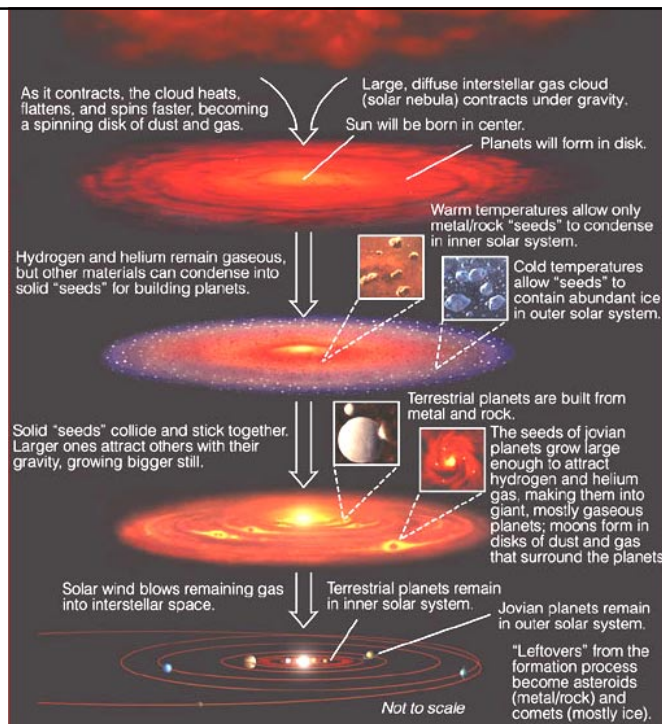 As it contracts, the cloud heats,
flattens, and spins faster, becoming
a spinning disk of dust and gas.
Large, diffuse interstellar gas cloud
(solar nebula) contracts under gravity.
Sun will be born in center.
Planets will form in disk.
Warm temperatures allow only
metal/rock “seeds” to condense
in inner solar system.
Hydrogen and helium remain gaseous,
but other materials can condense into
solid “seeds” for building planets.
Cold temperatures
allow “seeds” to
contain abundant ice
in outer solar system.
Terrestrial planets are built from
metal and rock.
Solid “seeds” collide and stick together.
Larger ones attract others with their
gravity, growing bigger still.
The seeds of jovian
planets grow large
enough to attract
hydrogen and helium
gas, making them into
giant, mostly gaseous
planets; moons form in
disks of dust and gas
that surround the planets
Solar wind blows remaining gas
into interstellar space.
Terrestrial planets remain
in inner solar system.
Jovian planets remain
in outer solar system.
“Leftovers” from the
formation process
become asteroids
(metal/rock) and
comets (mostly ice).
Not to scale